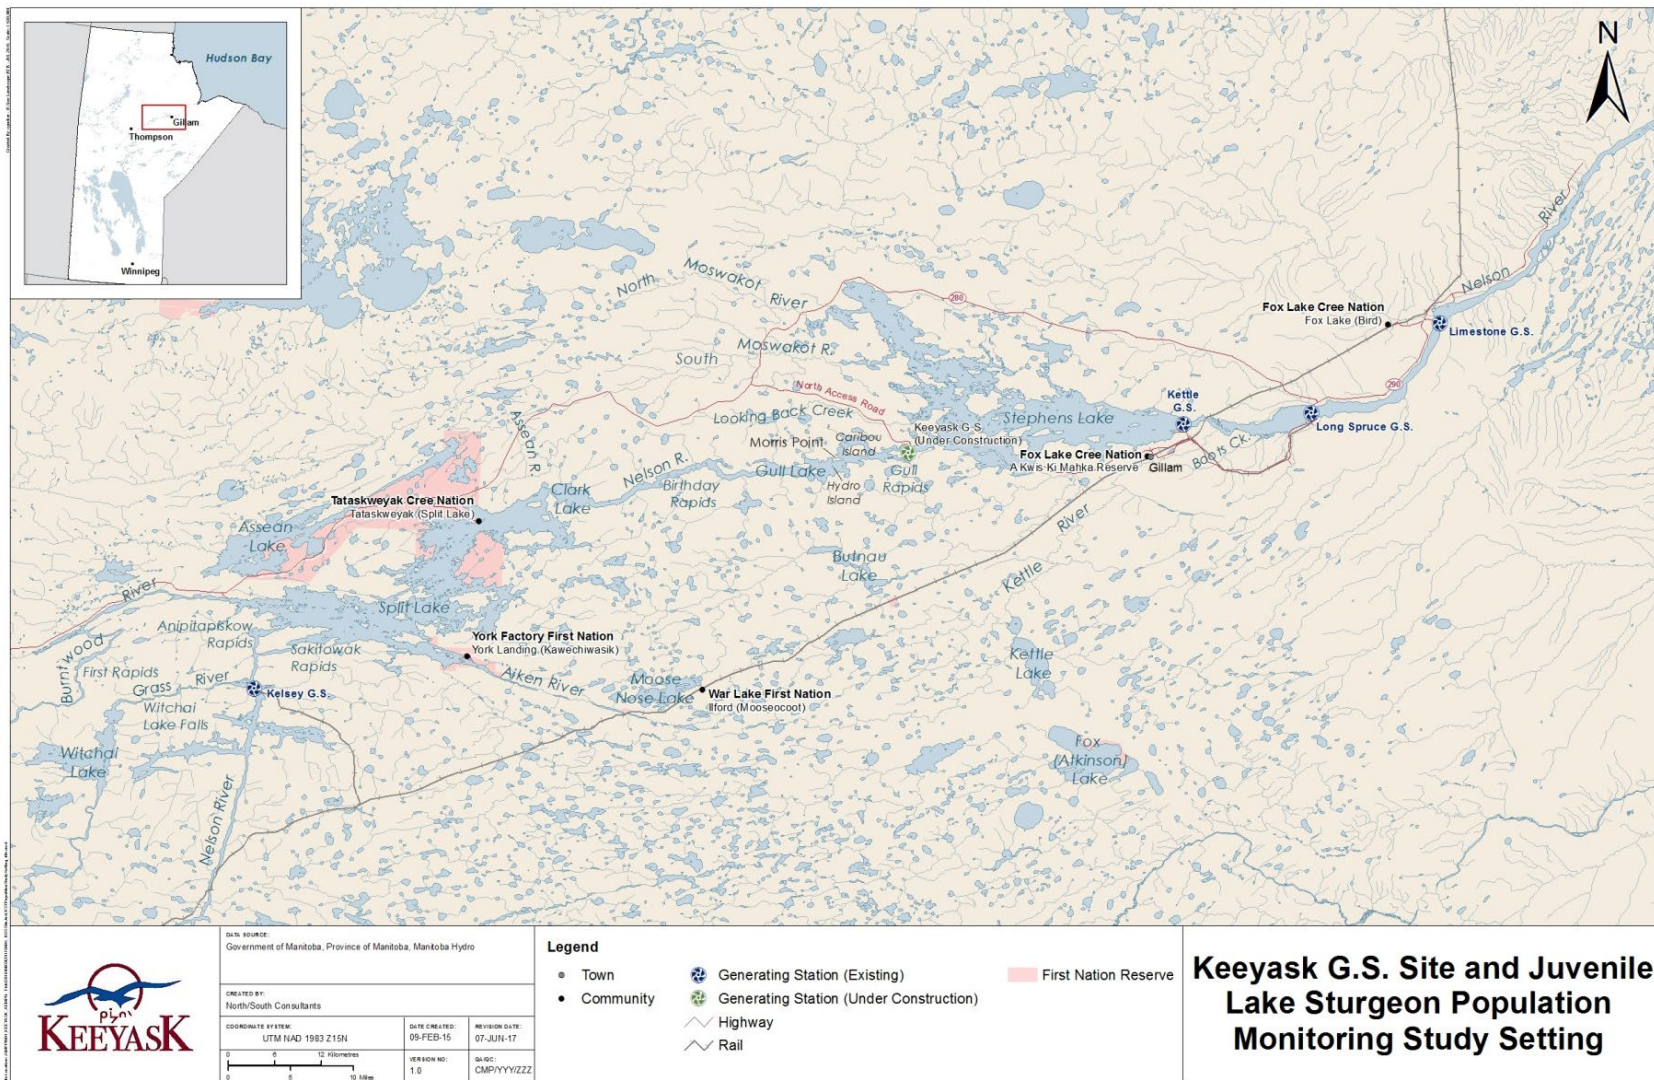 Hudson Bay
Gillam
Thompson
Winnipeg
N
North
Moswakot
River
280
South
Moswakot R.
North Access Road
Looking Back Creek
Stephens Lake
Kettle
G.S.
Fox Lake Cree Nation
Fox Lake (Bird)
Nelson
River
Limestone G.S.
290
Long Spruce G.S.
Boots Ck.
Keeyask G.S.
(Under Construction)
Morris Point
Caribou
Island
Gull Lake
Hydro
Island
Gull
Rapids
Fox Lake Cree Nation
A Kwis Ki Mahka Reserve
Gillam
Assean R.
Nelson R.
Birthday
Rapids
Clark
Lake
Tataskweyak Cree Nation
Tataskweyak (Split Lake)
Assean
Lake
Butnau
Lake
Kettle
River
River
Burntwood
Split Lake
Anipitapiskow
Rapids
Sakitowak
Rapids
York Factory First Nation
York Landing (Kawechiwasik)
Aiken River
Moose
Nose Lake
War Lake First Nation
Ilford (Mooseocoot)
Kettle
Lake
First Rapids
Grass
River
Kelsey G.S.
Witchai
Lake Falls
Witchai
Lake
Nelson River
Fox
(Atkinson)
Lake
KEEYASK
DATA SOURCE:
Government of Manitoba, Province of Manitoba, Manitoba Hydro
CREATED BY:
North/South Consultants
COORDINATE SYSTEM:
UTM NAD 1983 Z15N
DATE CREATED:
09-FEB-15
REVISION DATE:
07-JUN-17
0 6 12 Kilometres
0 5 10 Miles
VERSION NO:
1.0
QA/QC:
CMP/YYY/ZZZ
Legend
Town
Community
Generating Station (Existing)
Generating Station (Under Construction)
Highway
Rail
First Nation Reserve
Keeyask G.S. Site and Juvenile
Lake Sturgeon Population
Monitoring Study Setting